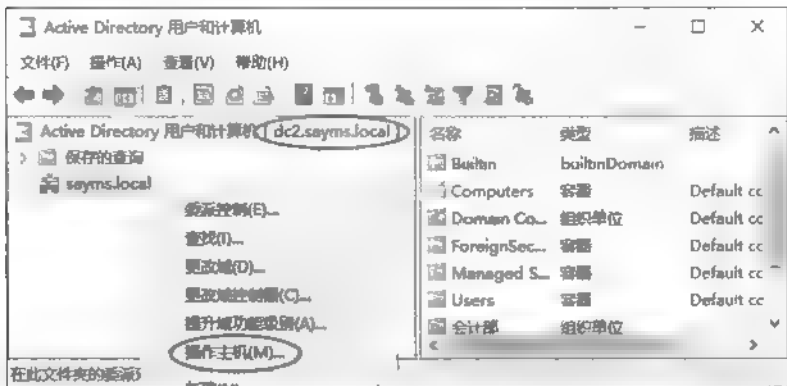 Active Directory 用户和计算机
文件(F) 操作(A) 查看(V) 帮助(H)
Active Directory 用户和计算机 dc2.sayms.local
保存的查询
sayms.local
委派控制(E)...
查找(I)...
更改域(D)...
更改域控制器(C)...
提升域功能级别(A)...
操作主机(M)...
名称 类型 描述
Builtin builtinDomain
Computers 容器 Default cc
Domain Co... 组织单位 Default cc
ForeignSec... 容器 Default cc
Managed S... 容器 Default cc
Users 容器 Default cc
会计部 组织单位
在此文件夹的委派